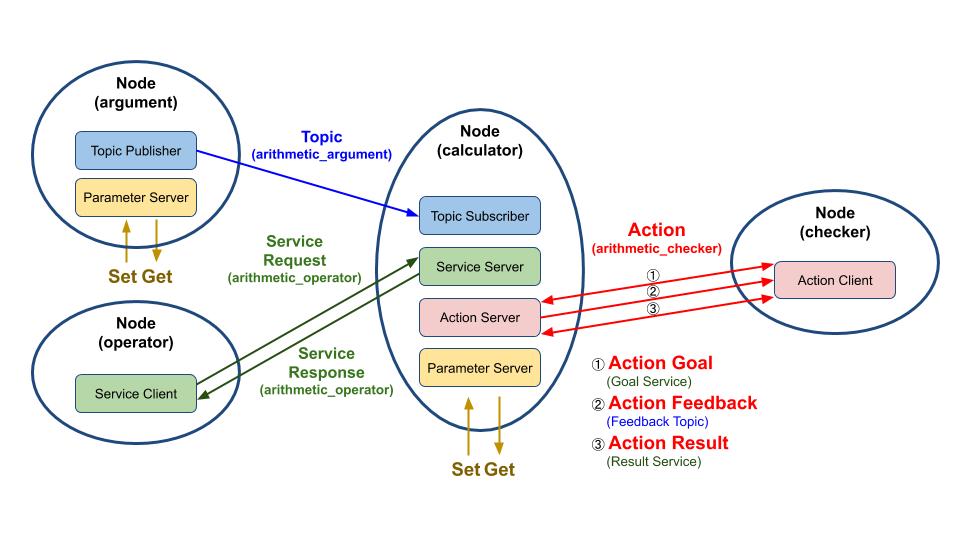 Node
(argument)
Topic Publisher
Parameter Server
Set Get
Topic
(arithmetic_argument)
Service
Request
(arithmetic_operator)
Node
(operator)
Service Client
Service
Response
(arithmetic_operator)
Node
(calculator)
Topic Subscriber
Service Server
Action Server
Parameter Server
Set Get
Action
(arithmetic_checker)
①
②
③
Node
(checker)
Action Client
① Action Goal
(Goal Service)
② Action Feedback
(Feedback Topic)
③ Action Result
(Result Service)